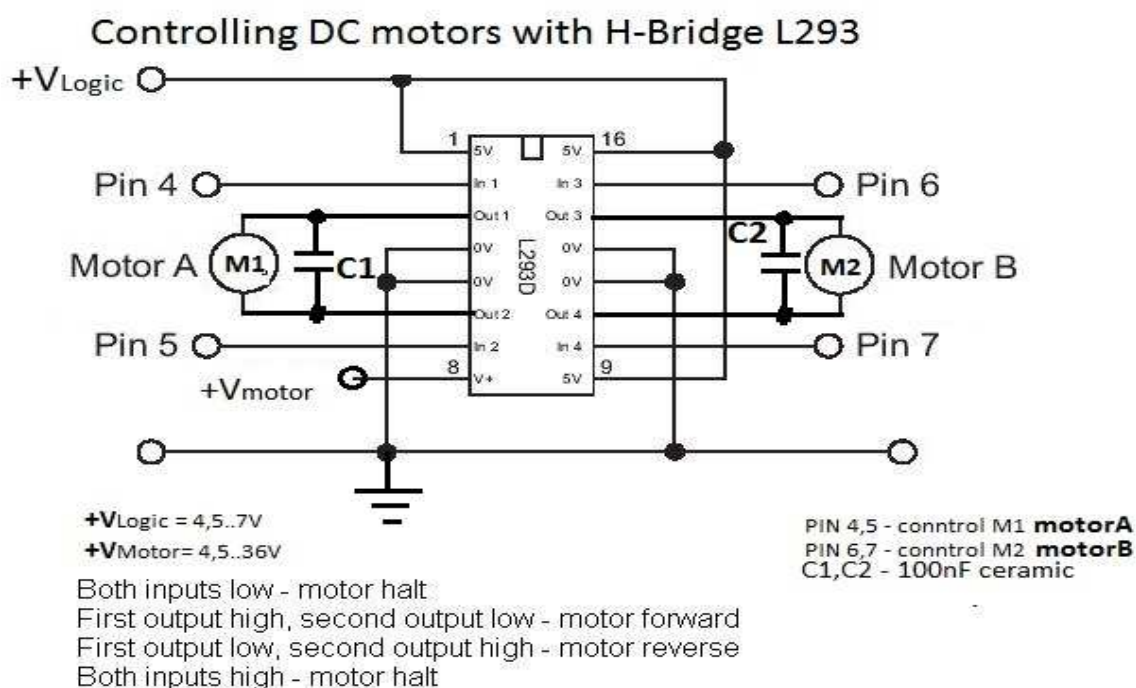 Controlling DC motors with H-Bridge L293
+VLogic
1 16
5V 5V
Pin 4 In 1 In 3 Pin 6
Out 1 Out 3
C2
0V 0V
Motor A M1 C1 L293D M2 Motor B
0V 0V
Out 2 Out 4
Pin 5 In 2 In 4 Pin 7
8 9
+Vmotor V+ 5V
+VLogic = 4,5..7V
+VMotor= 4,5..36V
PIN 4,5 - conntrol M1 motorA
PIN 6,7 - conntrol M2 motorB
C1,C2 - 100nF ceramic
Both inputs low - motor halt
First output high, second output low - motor forward
First output low, second output high - motor reverse
Both inputs high - motor halt